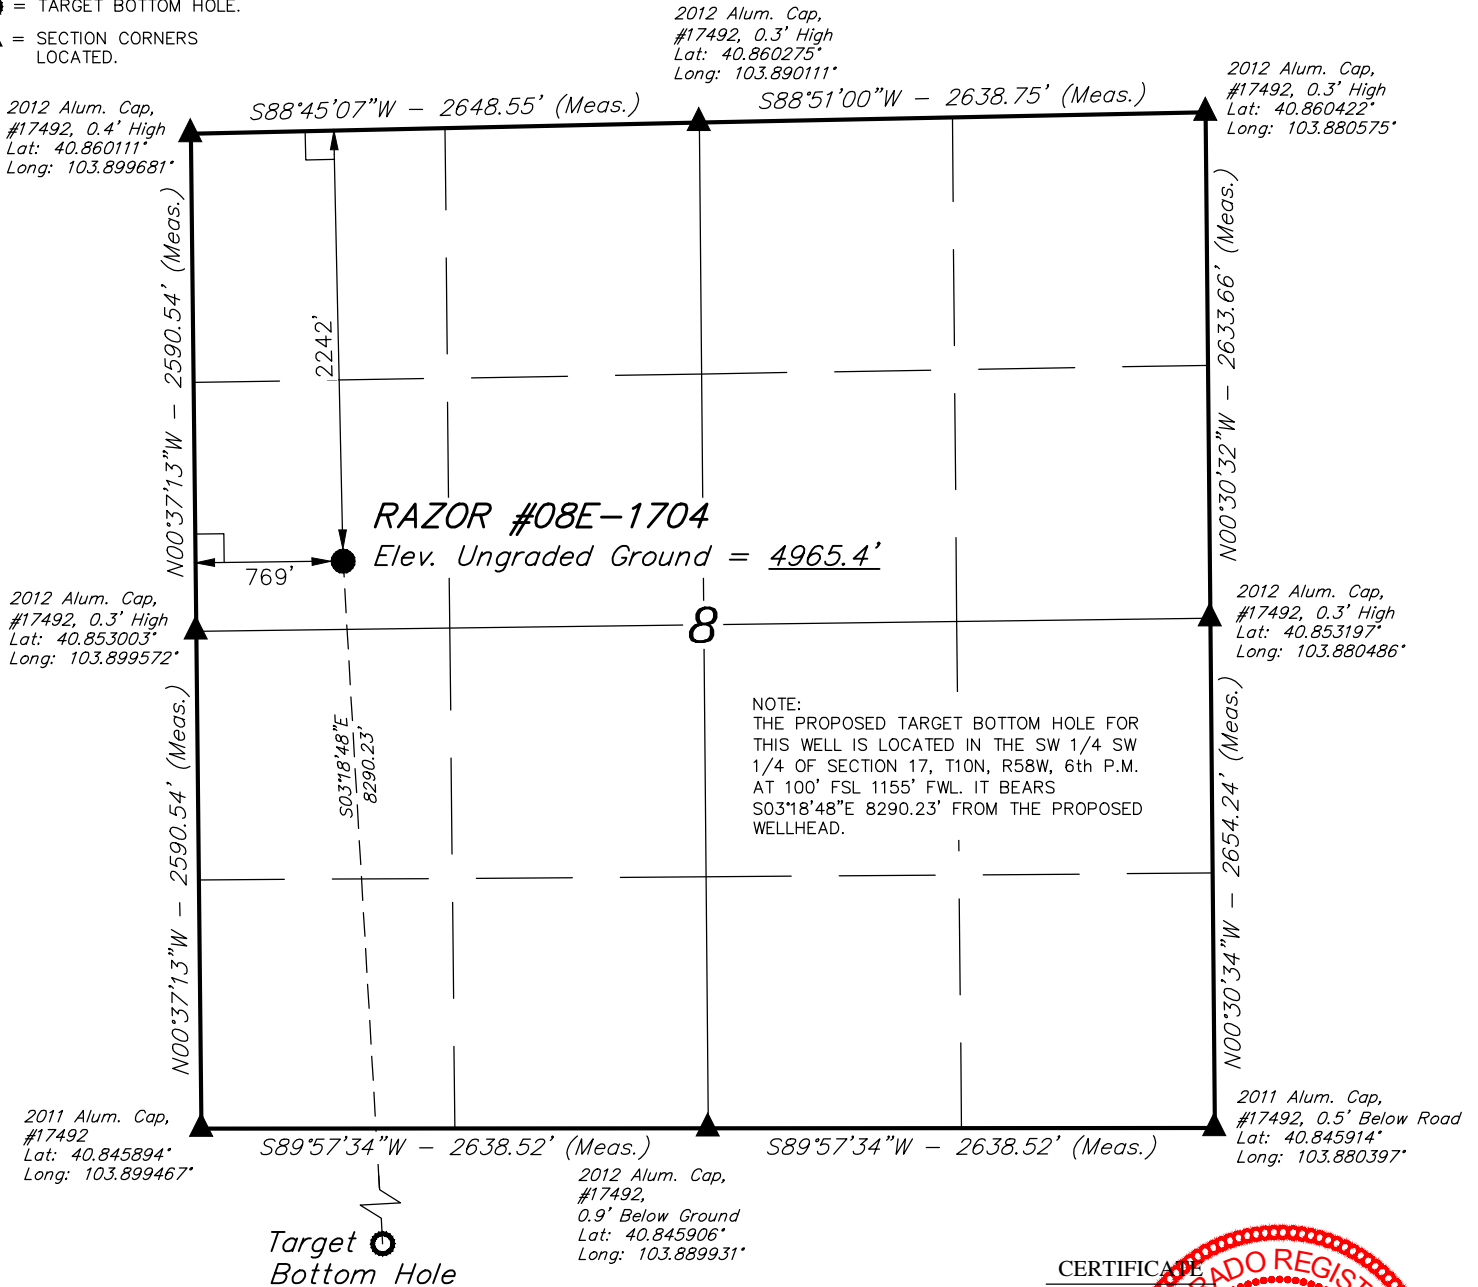 = TARGET BOTTOM HOLE.
= SECTION CORNERS
LOCATED.
2012 Alum. Cap,
#17492, 0.3' High
Lat: 40.860275°
Long: 103.890111°
2012 Alum. Cap,
#17492, 0.3' High
Lat: 40.860422°
Long: 103.880575°
2012 Alum. Cap,
#17492, 0.4' High
Lat: 40.860111°
Long: 103.899681°
S88°45'07"W - 2648.55' (Meas.)
S88°51'00"W - 2638.75' (Meas.)
N00°37'13"W - 2590.54' (Meas.)
2242'
N00°30'32"W - 2633.66' (Meas.)
RAZOR #08E-1704
Elev. Ungraded Ground = 4965.4'
769'
2012 Alum. Cap,
#17492, 0.3' High
Lat: 40.853003°
Long: 103.899572°
8
2012 Alum. Cap,
#17492, 0.3' High
Lat: 40.853197°
Long: 103.880486°
N00°37'13"W - 2590.54' (Meas.)
S03°18'48"E
8290.23'
NOTE:
THE PROPOSED TARGET BOTTOM HOLE FOR
THIS WELL IS LOCATED IN THE SW 1/4 SW
1/4 OF SECTION 17, T10N, R58W, 6th P.M.
AT 100' FSL 1155' FWL. IT BEARS
S03°18'48"E 8290.23' FROM THE PROPOSED
WELLHEAD.
N00°30'34"W - 2654.24' (Meas.)
2011 Alum. Cap,
#17492
Lat: 40.845894°
Long: 103.899467°
S89°57'34"W - 2638.52' (Meas.)
S89°57'34"W - 2638.52' (Meas.)
2011 Alum. Cap,
#17492, 0.5' Below Road
Lat: 40.845914°
Long: 103.880397°
2012 Alum. Cap,
#17492,
0.9' Below Ground
Lat: 40.845906°
Long: 103.889931°
Target
Bottom Hole
CERTIFICATE
RADO REGIST